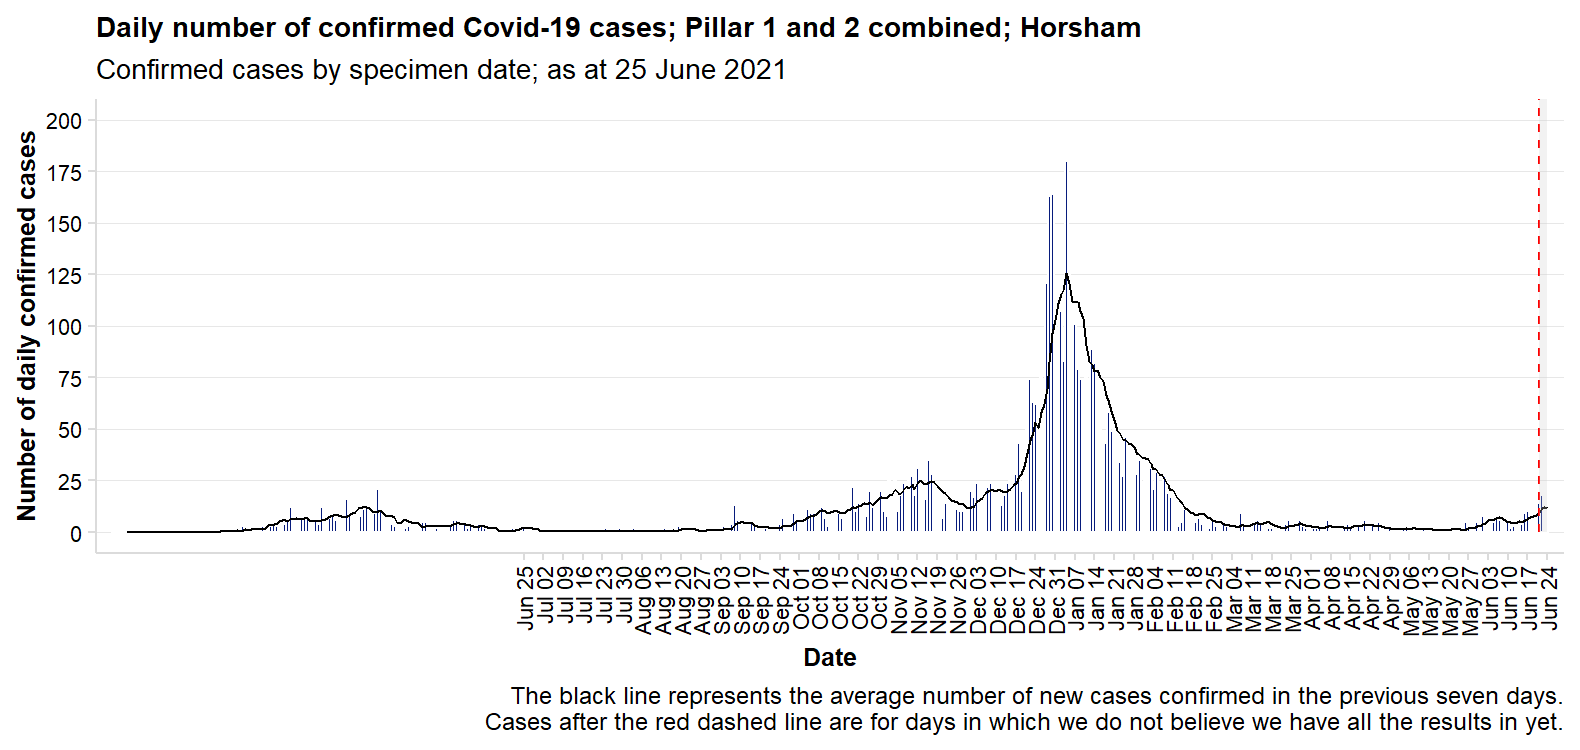 Daily number of confirmed Covid-19 cases; Pillar 1 and 2 combined; Horsham
Confirmed cases by specimen date; as at 25 June 2021
Number of daily confirmed cases
200
175
150
125
100
75
50
25
0
Jun 25
Jul 02
Jul 09
Jul 16
Jul 23
Jul 30
Aug 06
Aug 13
Aug 20
Aug 27
Sep 03
Sep 10
Sep 17
Sep 24
Oct 01
Oct 08
Oct 15
Oct 22
Oct 29
Nov 05
Nov 12
Nov 19
Nov 26
Dec 03
Dec 10
Dec 17
Dec 24
Dec 31
Jan 07
Jan 14
Jan 21
Jan 28
Feb 04
Feb 11
Feb 18
Feb 25
Mar 04
Mar 11
Mar 18
Mar 25
Apr 01
Apr 08
Apr 15
Apr 22
Apr 29
May 06
May 13
May 20
May 27
Jun 03
Jun 10
Jun 17
Jun 24
Date
The black line represents the average number of new cases confirmed in the previous seven days.
Cases after the red dashed line are for days in which we do not believe we have all the results in yet.